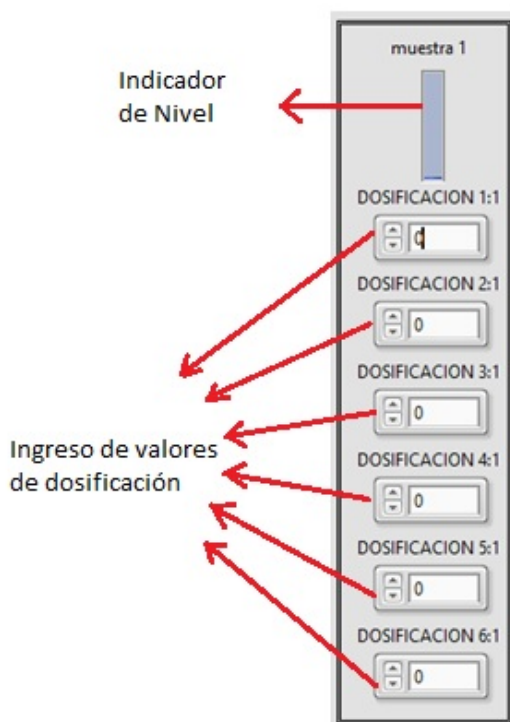 muestra 1
Indicador
de Nivel
DOSIFICACION 1:1
0
DOSIFICACION 2:1
0
DOSIFICACION 3:1
0
Ingreso de valores
de dosificación
DOSIFICACION 4:1
0
DOSIFICACION 5:1
0
DOSIFICACION 6:1
0